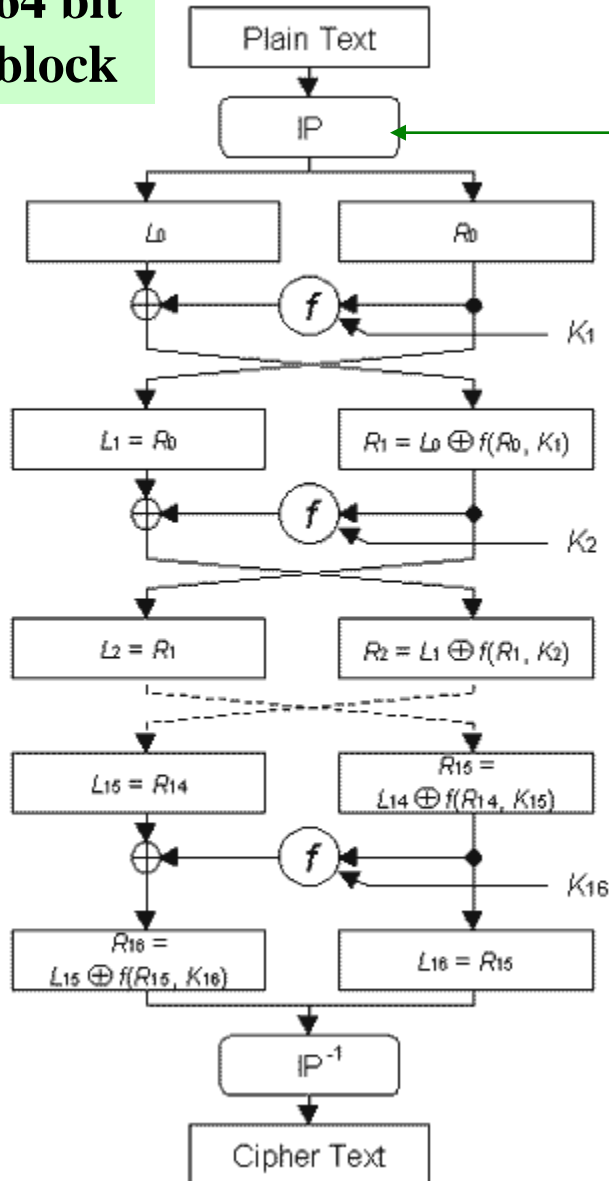 64 bit
block
Plain Text
IP
L0
R0
f
K1
L1 = R0
R1 = L0 ⊕ f(R0, K1)
f
K2
L2 = R1
R2 = L1 ⊕ f(R1, K2)
L15 = R14
R15 =
L14 ⊕ f(R14, K15)
f
K16
R16 =
L15 ⊕ f(R15, K16)
L16 = R15
IP⁻¹
Cipher Text